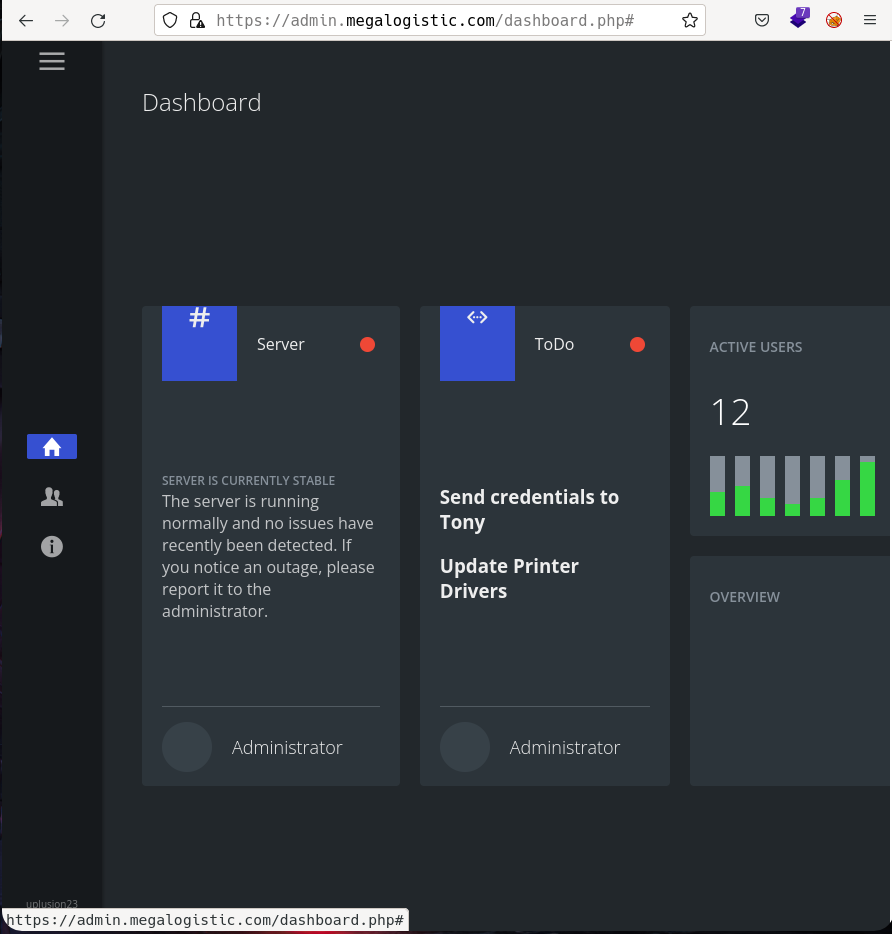 https://admin.megalogistic.com/dashboard.php#
7
Dashboard
#
Server
SERVER IS CURRENTLY STABLE
The server is running
normally and no issues have
recently been detected. If
you notice an outage, please
report it to the
administrator.
Administrator
ToDo
Send credentials to
Tony
Update Printer
Drivers
Administrator
ACTIVE USERS
12
OVERVIEW
uplusion23
https://admin.megalogistic.com/dashboard.php#